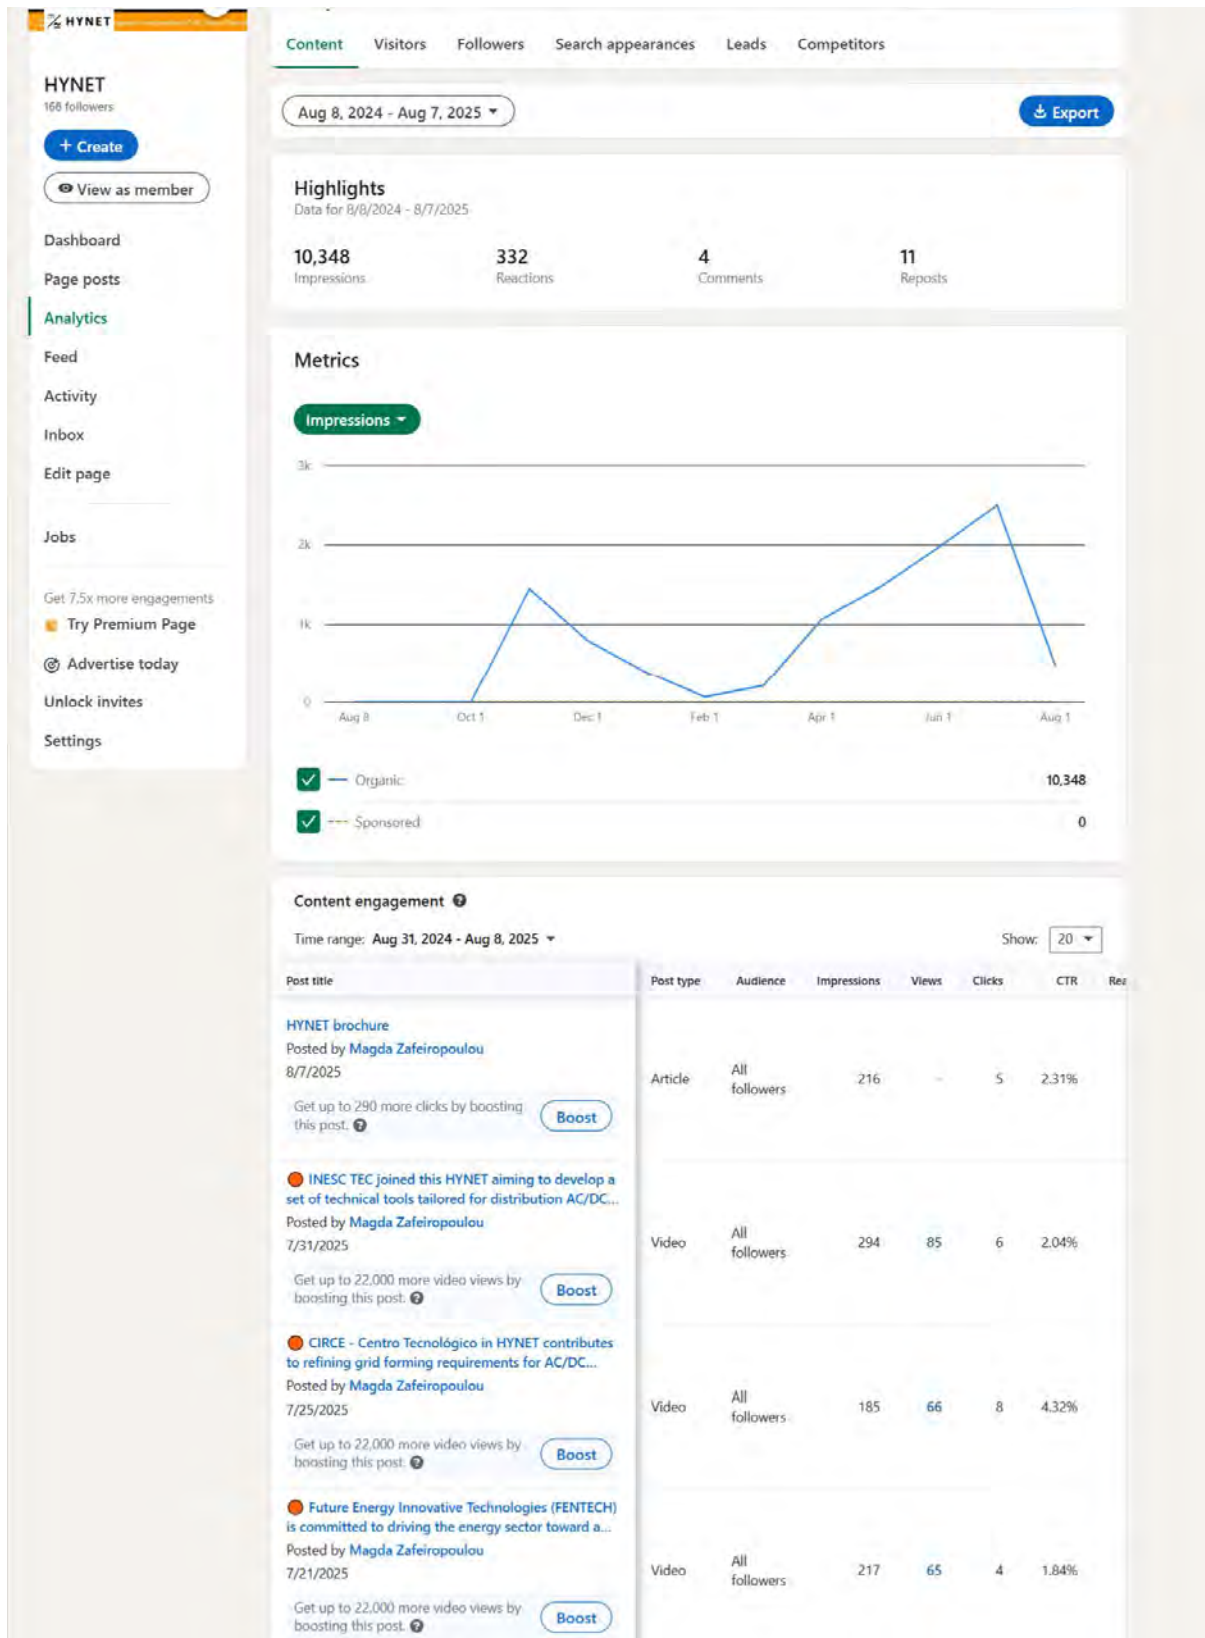 HYNET
Content Visitors Followers Search appearances Leads Competitors
HYNET
168 followers
+ Create
View as member
Dashboard
Page posts
Analytics
Feed
Activity
Inbox
Edit page
Jobs
Get 7.5x more engagements
Try Premium Page
Advertise today
Unlock invites
Settings
Aug 8, 2024 - Aug 7, 2025
Export
Highlights
Data for 8/8/2024 - 8/7/2025
10,348 332 4 11
Impressions Reactions Comments Reposts
Metrics
Impressions
3k
2k
1k
0
Aug 8 Oct 1 Dec 1 Feb 1 Apr 1 Jun 1 Aug 1
Organic 10,348
Sponsored 0
Content engagement
Time range: Aug 31, 2024 - Aug 8, 2025 Show: 20
Post title Post type Audience Impressions Views Clicks CTR Rea
HYNET brochure
Posted by Magda Zafeiropoulou
8/7/2025
Get up to 290 more clicks by boosting
this post.
Boost
Article All followers 216 - 5 2.31%
INESC TEC joined this HYNET aiming to develop a
set of technical tools tailored for distribution AC/DC...
Posted by Magda Zafeiropoulou
7/31/2025
Get up to 22,000 more video views by
boosting this post.
Boost
Video All followers 294 85 6 2.04%
CIRCE - Centro Tecnológico in HYNET contributes
to refining grid forming requirements for AC/DC...
Posted by Magda Zafeiropoulou
7/25/2025
Get up to 22,000 more video views by
boosting this post.
Boost
Video All followers 185 66 8 4.32%
Future Energy Innovative Technologies (FENTECH)
is committed to driving the energy sector toward a...
Posted by Magda Zafeiropoulou
7/21/2025
Get up to 22,000 more video views by
boosting this post.
Boost
Video All followers 217 65 4 1.84%